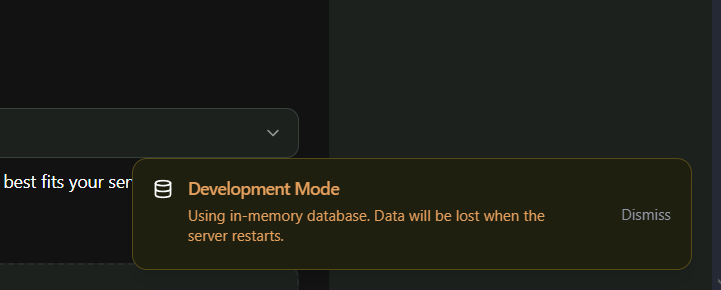 best fits your ser
Development Mode
Using in-memory database. Data will be lost when the
server restarts.
Dismiss